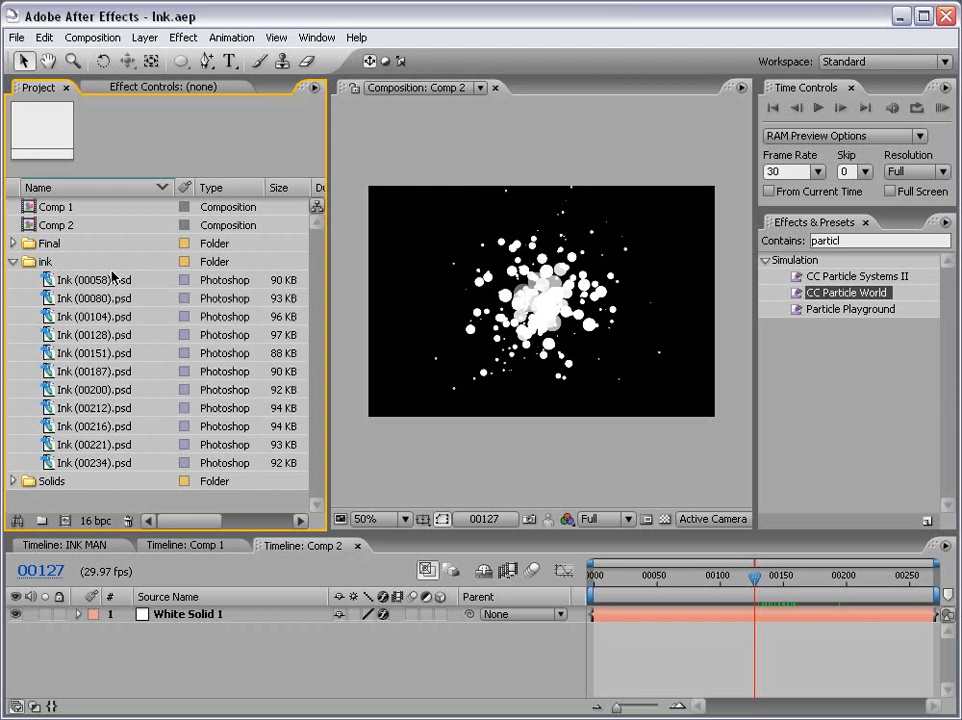 Adobe After Effects - Ink.aep
File Edit Composition Layer Effect Animation View Window Help
Workspace: Standard
Project
Effect Controls: (none)
Composition: Comp 2
Time Controls
RAM Preview Options
Frame Rate Skip Resolution
30 0 Full
From Current Time Full Screen
Effects & Presets
Contains: particl
Simulation
CC Particle Systems II
CC Particle World
Particle Playground
Name Type Size Du
Comp 1 Composition
Comp 2 Composition
Final Folder
ink Folder
Ink (00058).psd Photoshop 90 KB
Ink (00080).psd Photoshop 93 KB
Ink (00104).psd Photoshop 96 KB
Ink (00128).psd Photoshop 97 KB
Ink (00151).psd Photoshop 88 KB
Ink (00187).psd Photoshop 90 KB
Ink (00200).psd Photoshop 92 KB
Ink (00212).psd Photoshop 94 KB
Ink (00216).psd Photoshop 94 KB
Ink (00221).psd Photoshop 93 KB
Ink (00234).psd Photoshop 92 KB
Solids Folder
16 bpc
50% 00127 Full Active Camera
Timeline: INK MAN Timeline: Comp 1 Timeline: Comp 2
00127 (29.97 fps)
0000 00050 00100 00150 00200 00250
# Source Name Parent
1 White Solid 1 None